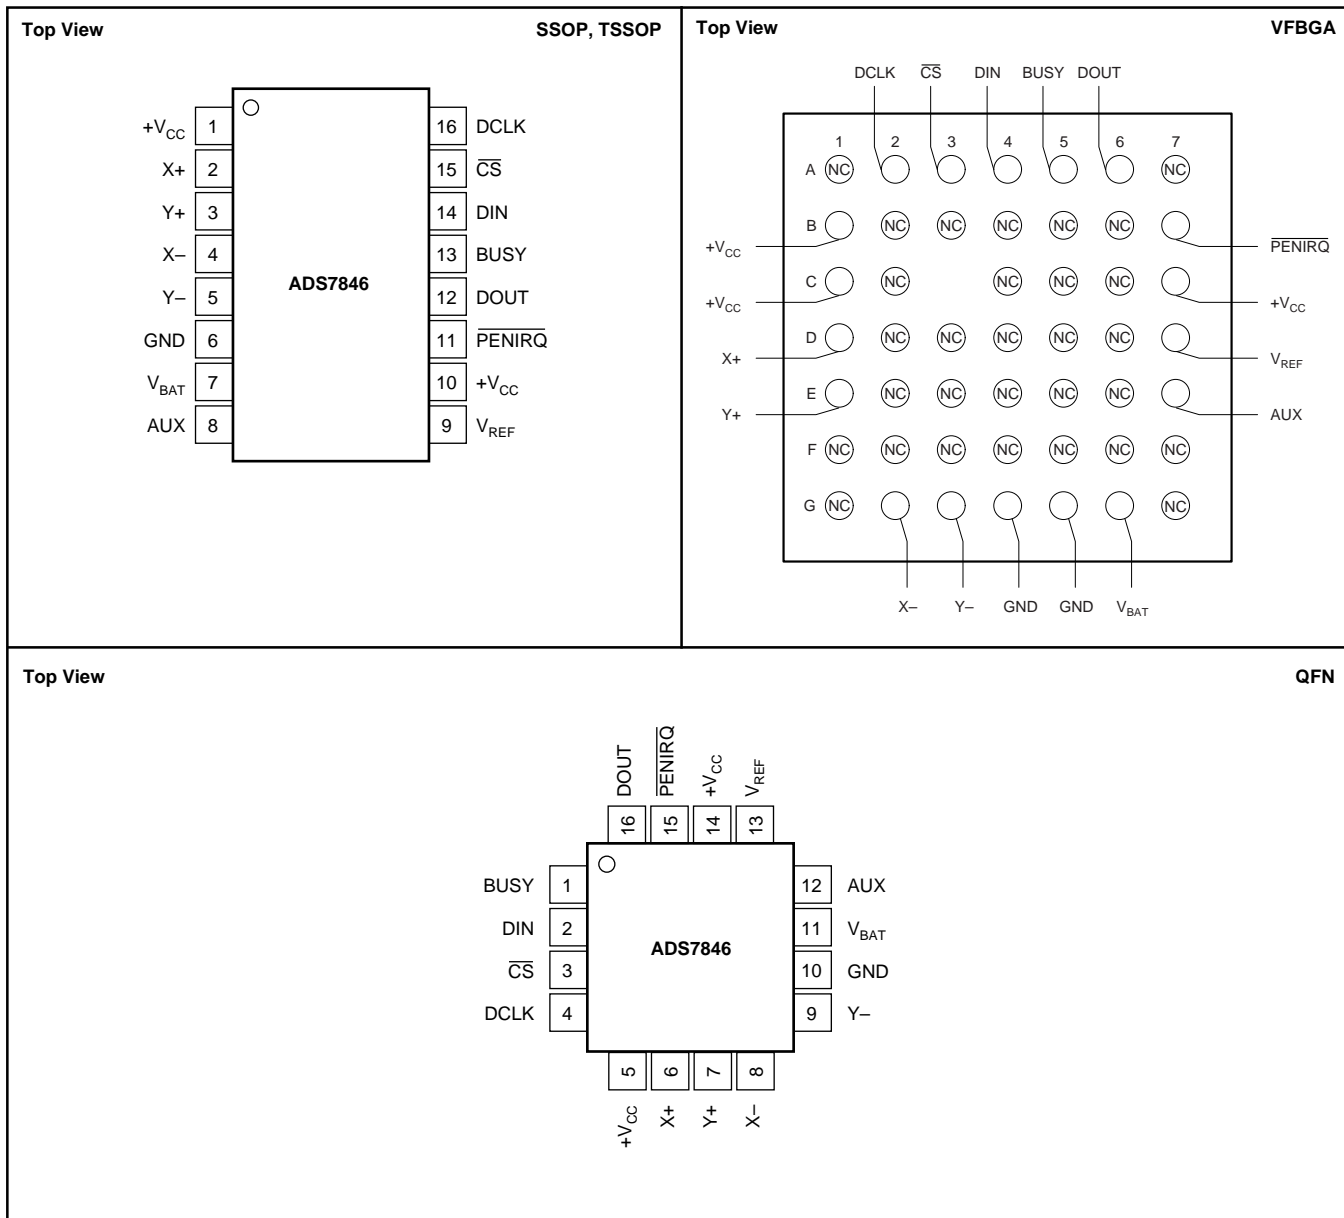 Top View SSOP, TSSOP
+VCC 1 16 DCLK
X+ 2 15 CS
Y+ 3 14 DIN
X– 4 13 BUSY
Y– 5 12 DOUT
GND 6 11 PENIRQ
VBAT 7 10 +VCC
AUX 8 9 VREF
ADS7846
Top View VFBGA
DCLK CS DIN BUSY DOUT
1 2 3 4 5 6 7
A NC NC
B NC NC NC NC NC
+VCC PENIRQ
C NC NC NC NC
+VCC +VCC
D NC NC NC NC NC
X+ VREF
E NC NC NC NC NC
Y+ AUX
F NC NC NC NC NC NC NC
G NC NC
X– Y– GND GND VBAT
Top View QFN
DOUT PENIRQ +VCC VREF
16 15 14 13
BUSY 1 12 AUX
DIN 2 11 VBAT
ADS7846
CS 3 10 GND
DCLK 4 9 Y–
5 6 7 8
+VCC X+ Y+ X–